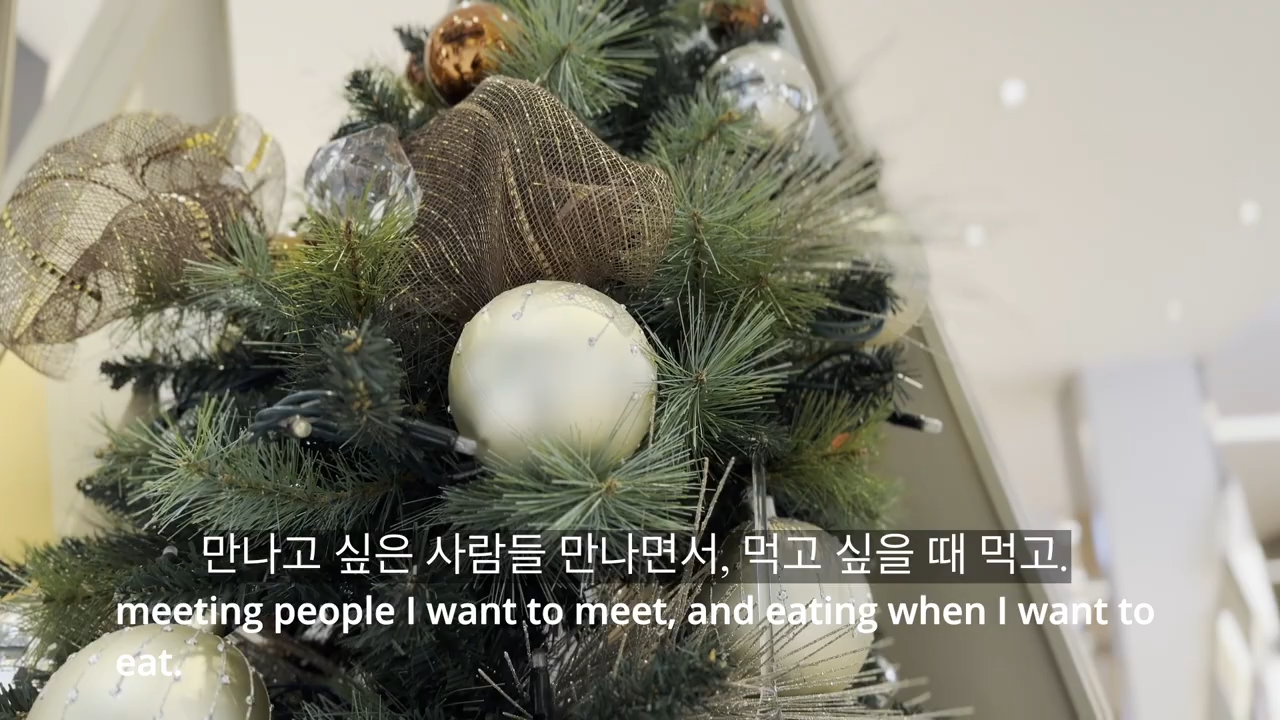 만나고 싶은 사람들 만나면서, 먹고 싶을 때 먹고.
meeting people I want to meet, and eating when I want to
eat.